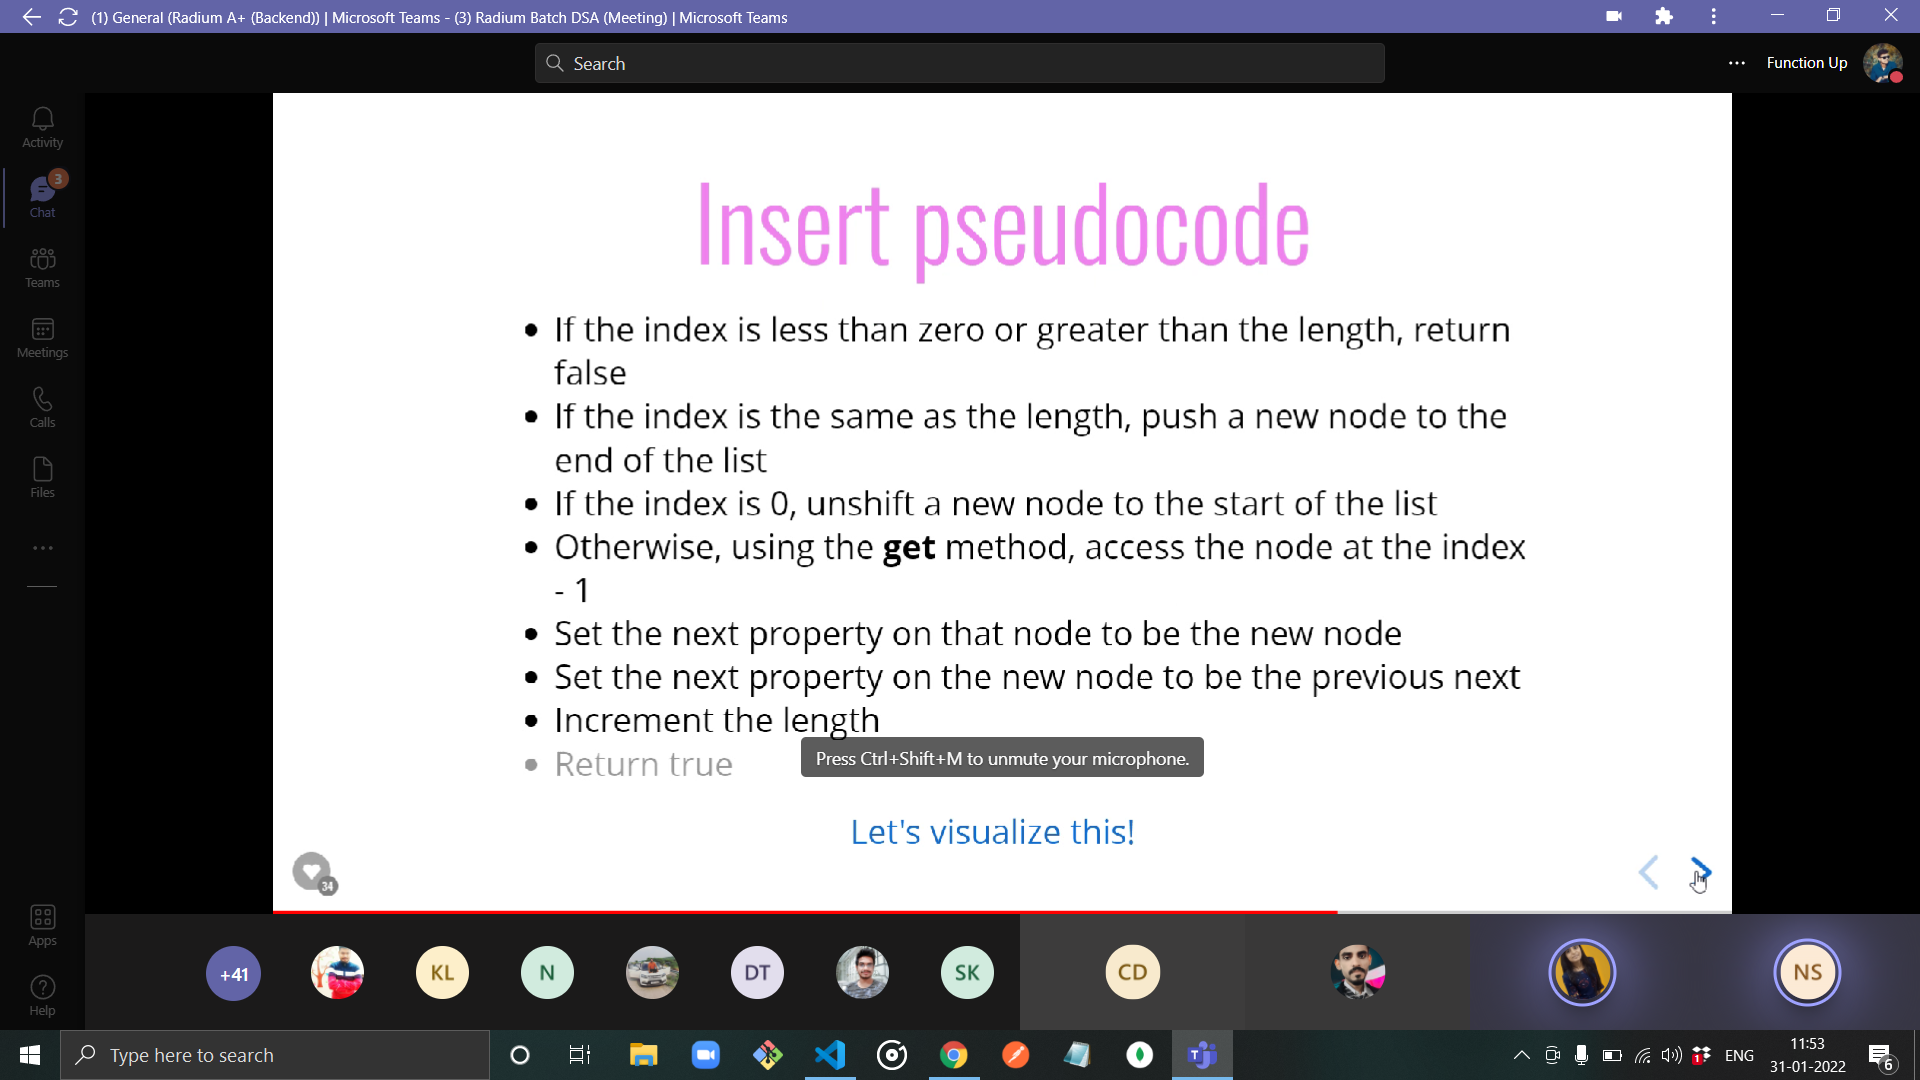 (1) General (Radium A+ (Backend)) | Microsoft Teams - (3) Radium Batch DSA (Meeting) | Microsoft Teams
Search
Function Up
Activity
3
Chat
Teams
Meetings
Calls
Files
Apps
Help
Insert pseudocode
If the index is less than zero or greater than the length, return
false
If the index is the same as the length, push a new node to the
end of the list
If the index is 0, unshift a new node to the start of the list
Otherwise, using the get method, access the node at the index
- 1
Set the next property on that node to be the new node
Set the next property on the new node to be the previous next
Increment the length
Return true
Press Ctrl+Shift+M to unmute your microphone.
Let's visualize this!
34
+41
KL
N
DT
SK
CD
NS
Type here to search
T
1
ENG
11:53
31-01-2022
6